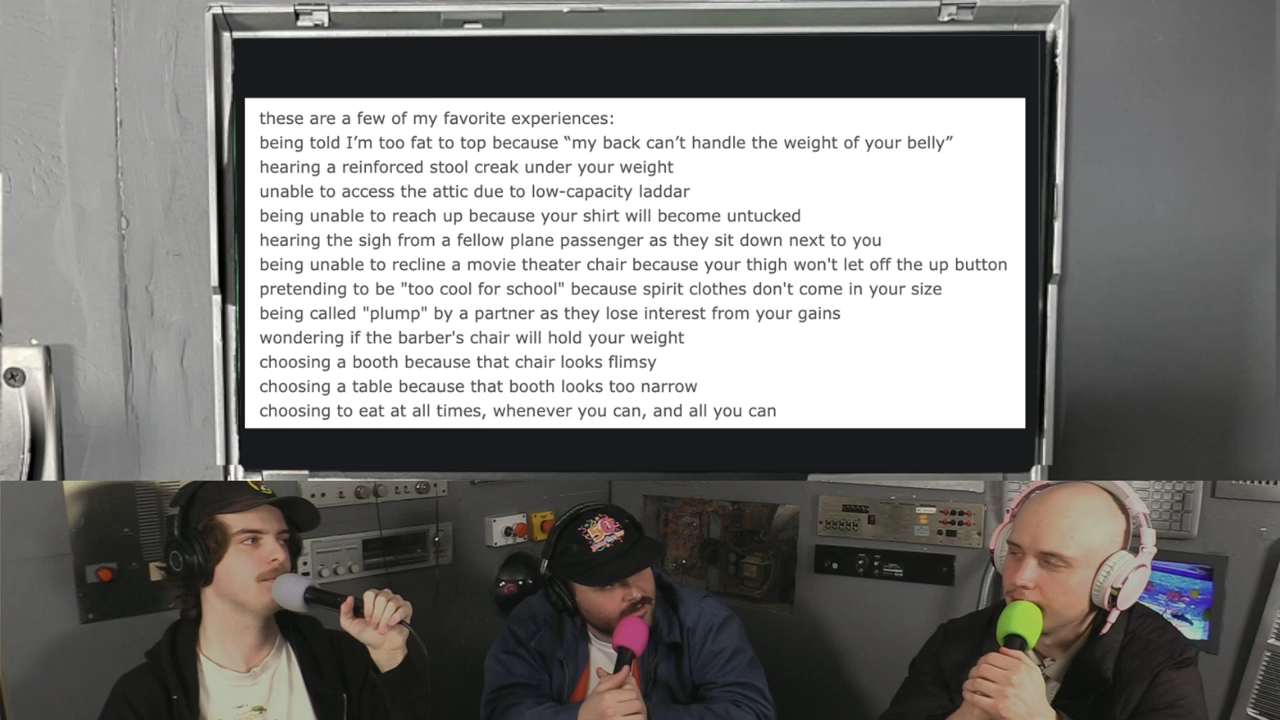 these are a few of my favorite experiences:
being told I’m too fat to top because “my back can’t handle the weight of your belly”
hearing a reinforced stool creak under your weight
unable to access the attic due to low-capacity laddar
being unable to reach up because your shirt will become untucked
hearing the sigh from a fellow plane passenger as they sit down next to you
being unable to recline a movie theater chair because your thigh won't let off the up button
pretending to be "too cool for school" because spirit clothes don't come in your size
being called "plump" by a partner as they lose interest from your gains
wondering if the barber's chair will hold your weight
choosing a booth because that chair looks flimsy
choosing a table because that booth looks too narrow
choosing to eat at all times, whenever you can, and all you can